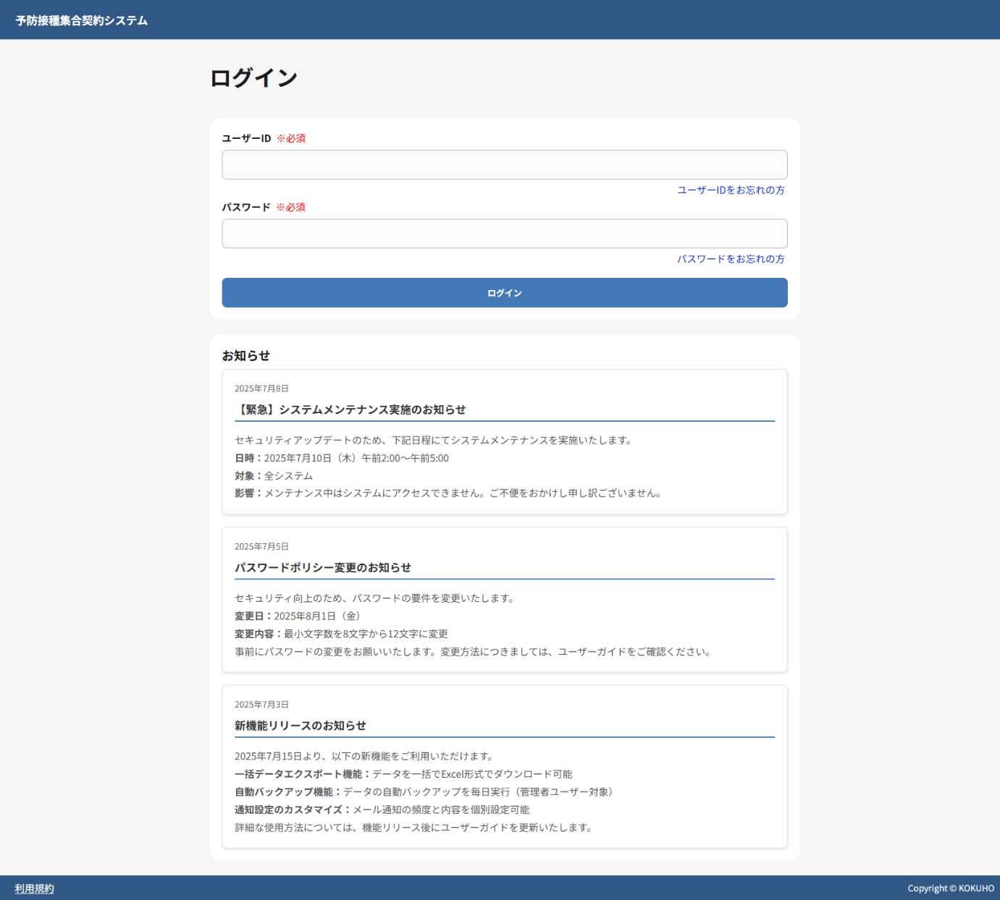 予防接種集合契約システム
ログイン
ユーザーID ※必須
ユーザーIDをお忘れの方
パスワード ※必須
パスワードをお忘れの方
ログイン
お知らせ
2025年7月8日
【緊急】システムメンテナンス実施のお知らせ
セキュリティアップデートのため、下記日程にてシステムメンテナンスを実施いたします。
日時：2025年7月10日（木）午前2:00～午前5:00
対象：全システム
影響：メンテナンス中はシステムにアクセスできません。ご不便をおかけし申し訳ございません。
2025年7月5日
パスワードポリシー変更のお知らせ
セキュリティ向上のため、パスワードの要件を変更いたします。
変更日：2025年8月1日（金）
変更内容：最小文字数を8文字から12文字に変更
事前にパスワードの変更をお願いいたします。変更方法につきましては、ユーザーガイドをご確認ください。
2025年7月3日
新機能リリースのお知らせ
2025年7月15日より、以下の新機能をご利用いただけます。
一括データエクスポート機能：データを一括でExcel形式でダウンロード可能
自動バックアップ機能：データの自動バックアップを毎日実行（管理者ユーザー対象）
通知設定のカスタマイズ：メール通知の頻度と内容を個別設定可能
詳細な使用方法については、機能リリース後にユーザーガイドを更新いたします。
利用規約
Copyright © KOKUHO